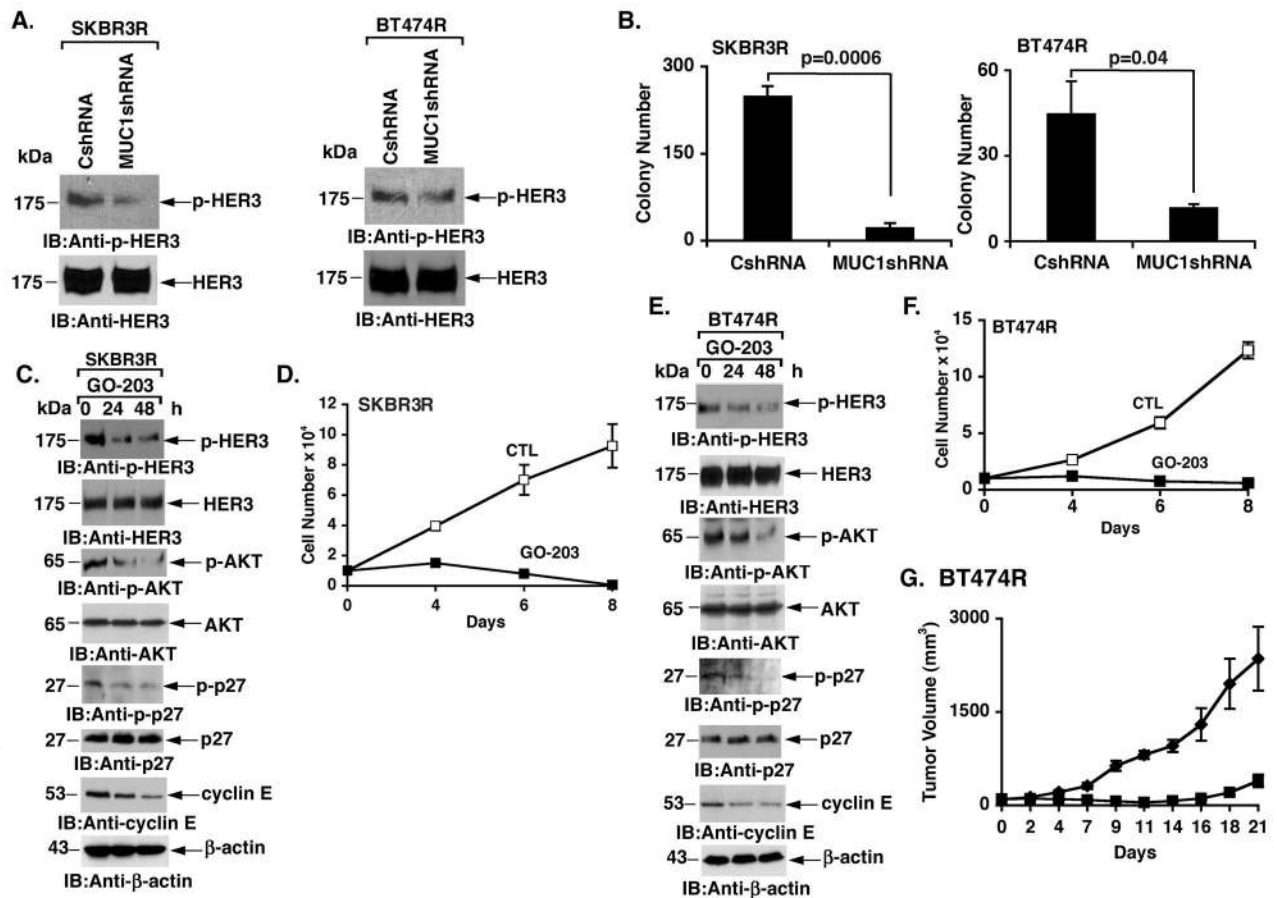 A.
SKBR3R
CshRNA
MUC1shRNA
kDa
175
p-HER3
IB:Anti-p-HER3
175
HER3
IB:Anti-HER3
BT474R
CshRNA
MUC1shRNA
kDa
175
p-HER3
IB:Anti-p-HER3
175
HER3
IB:Anti-HER3
B.
SKBR3R
p=0.0006
Colony Number
300
150
0
CshRNA
MUC1shRNA
BT474R
p=0.04
Colony Number
60
30
0
CshRNA
MUC1shRNA
C.
SKBR3R
GO-203
kDa 0 24 48 h
175
p-HER3
IB:Anti-p-HER3
175
HER3
IB:Anti-HER3
65
p-AKT
IB:Anti-p-AKT
65
AKT
IB:Anti-AKT
27
p-p27
IB:Anti-p-p27
27
p27
IB:Anti-p27
53
cyclin E
IB:Anti-cyclin E
43
β-actin
IB:Anti-β-actin
D.
SKBR3R
Cell Number x 10⁴
12
10
8
6
4
2
0
CTL
GO-203
0 4 6 8
Days
E.
BT474R
GO-203
kDa 0 24 48 h
175
p-HER3
IB:Anti-p-HER3
175
HER3
IB:Anti-HER3
65
p-AKT
IB:Anti-p-AKT
65
AKT
IB:Anti-AKT
27
p-p27
IB:Anti-p-p27
27
p27
IB:Anti-p27
53
cyclin E
IB:Anti-cyclin E
43
β-actin
IB:Anti-β-actin
F.
BT474R
Cell Number x 10⁴
15
10
5
0
CTL
GO-203
0 4 6 8
Days
G. BT474R
Tumor Volume (mm³)
3000
1500
0
0 2 4 7 9 11 14 16 18 21
Days